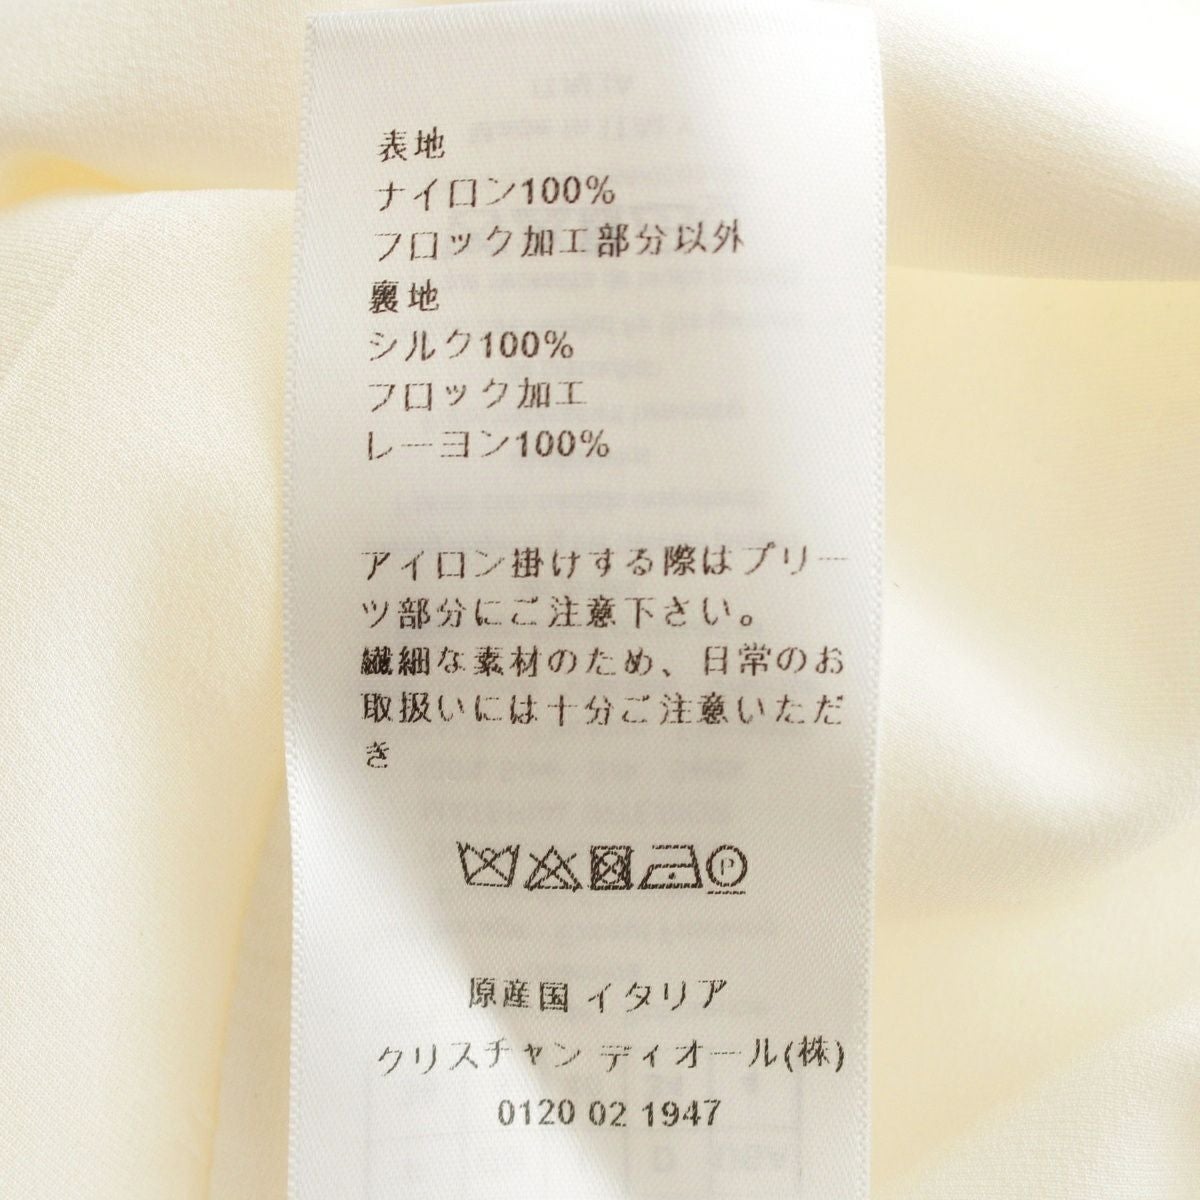 表地
ナイロン100%
フロック加工部分以外
裏地
シルク100%
フロック加工
レーヨン100%
アイロン掛けする際はプリー
ツ部分にご注意下さい。
繊細な素材のため、日常のお
取扱いには十分ご注意いただ
き
P
原産国 イタリア
クリスチャン ディオール(株)
0120 02 1947